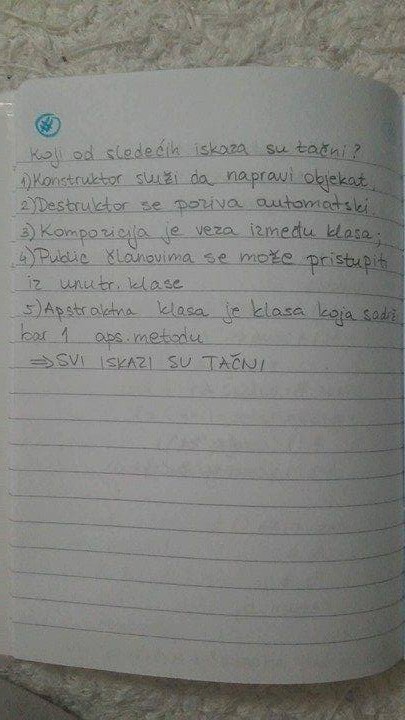 Koji od sledećih iskaza su tačni?
1) Konstruktor služi da napravi objekat.
2) Destruktor se poziva automatski
3) Kompozicija je veza između klasa;
4) Public članovima se može pristupiti
iz unutr. klase
5) Apstraktna klasa je klasa koja sadrži
bar 1 aps. metodu
⇒ SVI ISKAZI SU TAČNI